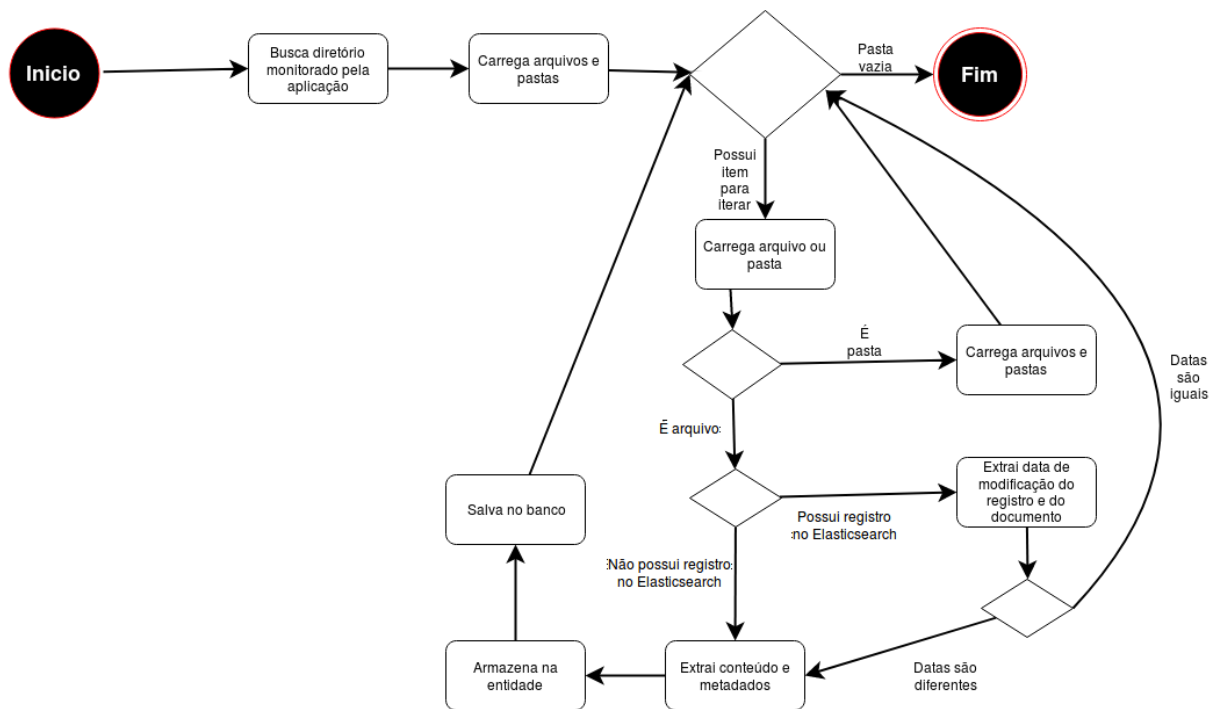 Inicio
Busca diretório
monitorado pela
aplicação
Carrega arquivos e
pastas
Pasta
vazia
Fim
Possui
item
para
iterar
Carrega arquivo ou
pasta
É
pasta
Carrega arquivos e
pastas
Datas
são
iguais
É arquivo
Extrai data de
modificação do
registro e do
documento
Possui registro
no Elasticsearch
Salva no banco
Não possui registro
no Elasticsearch
Armazena na
entidade
Extrai conteúdo e
metadados
Datas são
diferentes